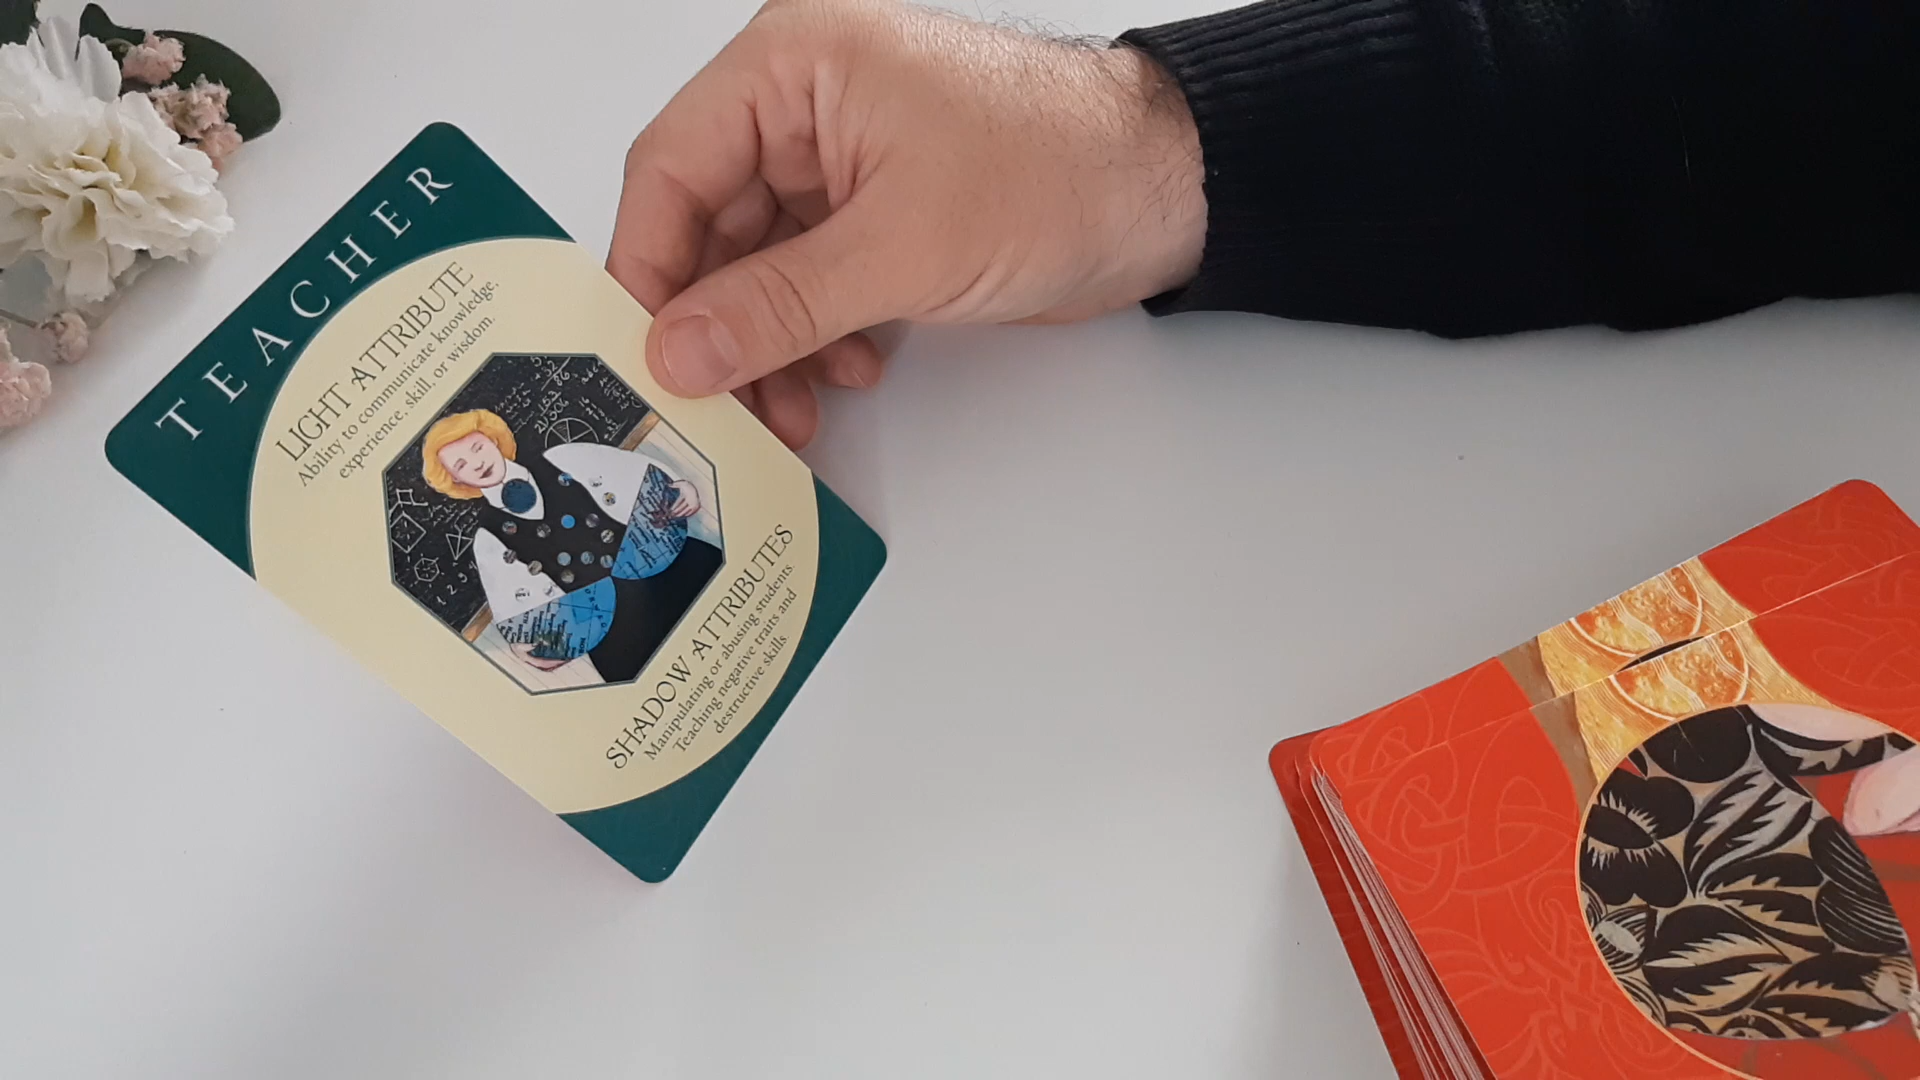 TEACHER
LIGHT ATTRIBUTE
Ability to communicate knowledge,
experience, skill, or wisdom.
SHADOW ATTRIBUTES
Manipulating or abusing students.
Teaching negative traits and
destructive skills.